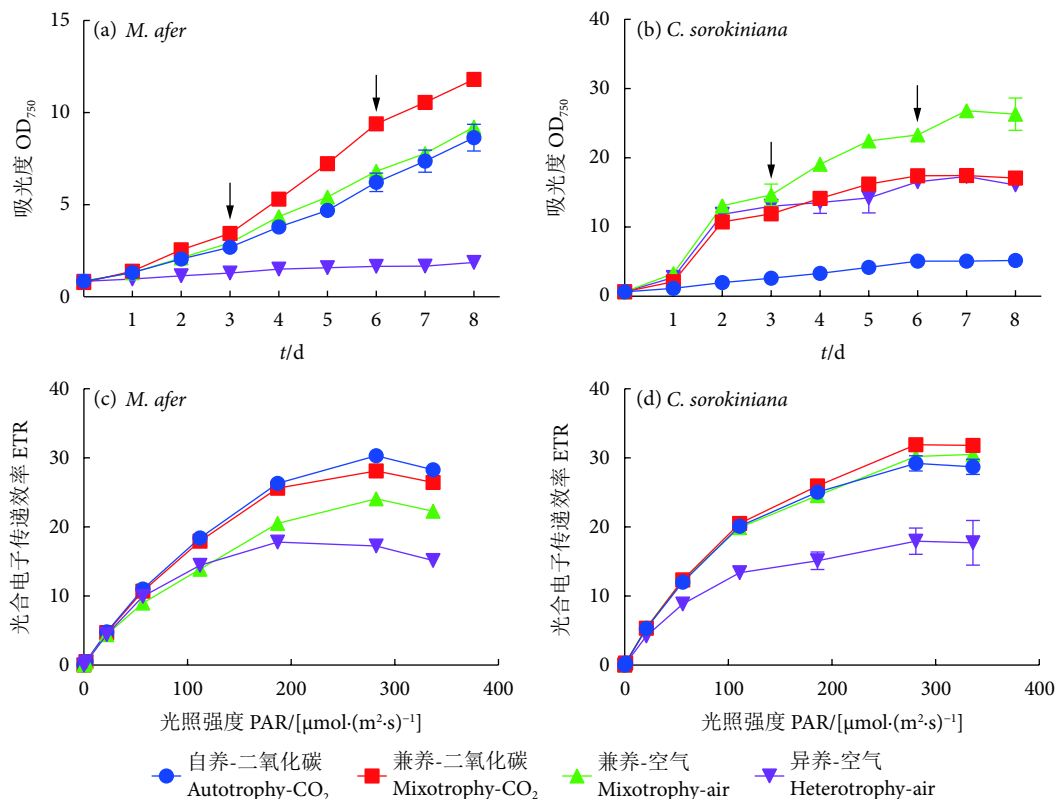 (a) M. afer
吸光度 OD₇₅₀
15
10
5
0
1 2 3 4 5 6 7 8
t/d
(b) C. sorokiniana
吸光度 OD₇₅₀
40
30
20
10
0
1 2 3 4 5 6 7 8
t/d
(c) M. afer
光合电子传递效率 ETR
40
30
20
10
0
0 100 200 300 400
光照强度 PAR/[μmol·(m²·s)⁻¹]
(d) C. sorokiniana
光合电子传递效率 ETR
40
30
20
10
0
0 100 200 300 400
光照强度 PAR/[μmol·(m²·s)⁻¹]
自养-二氧化碳
Autotrophy-CO₂
兼养-二氧化碳
Mixotrophy-CO₂
兼养-空气
Mixotrophy-air
异养-空气
Heterotrophy-air